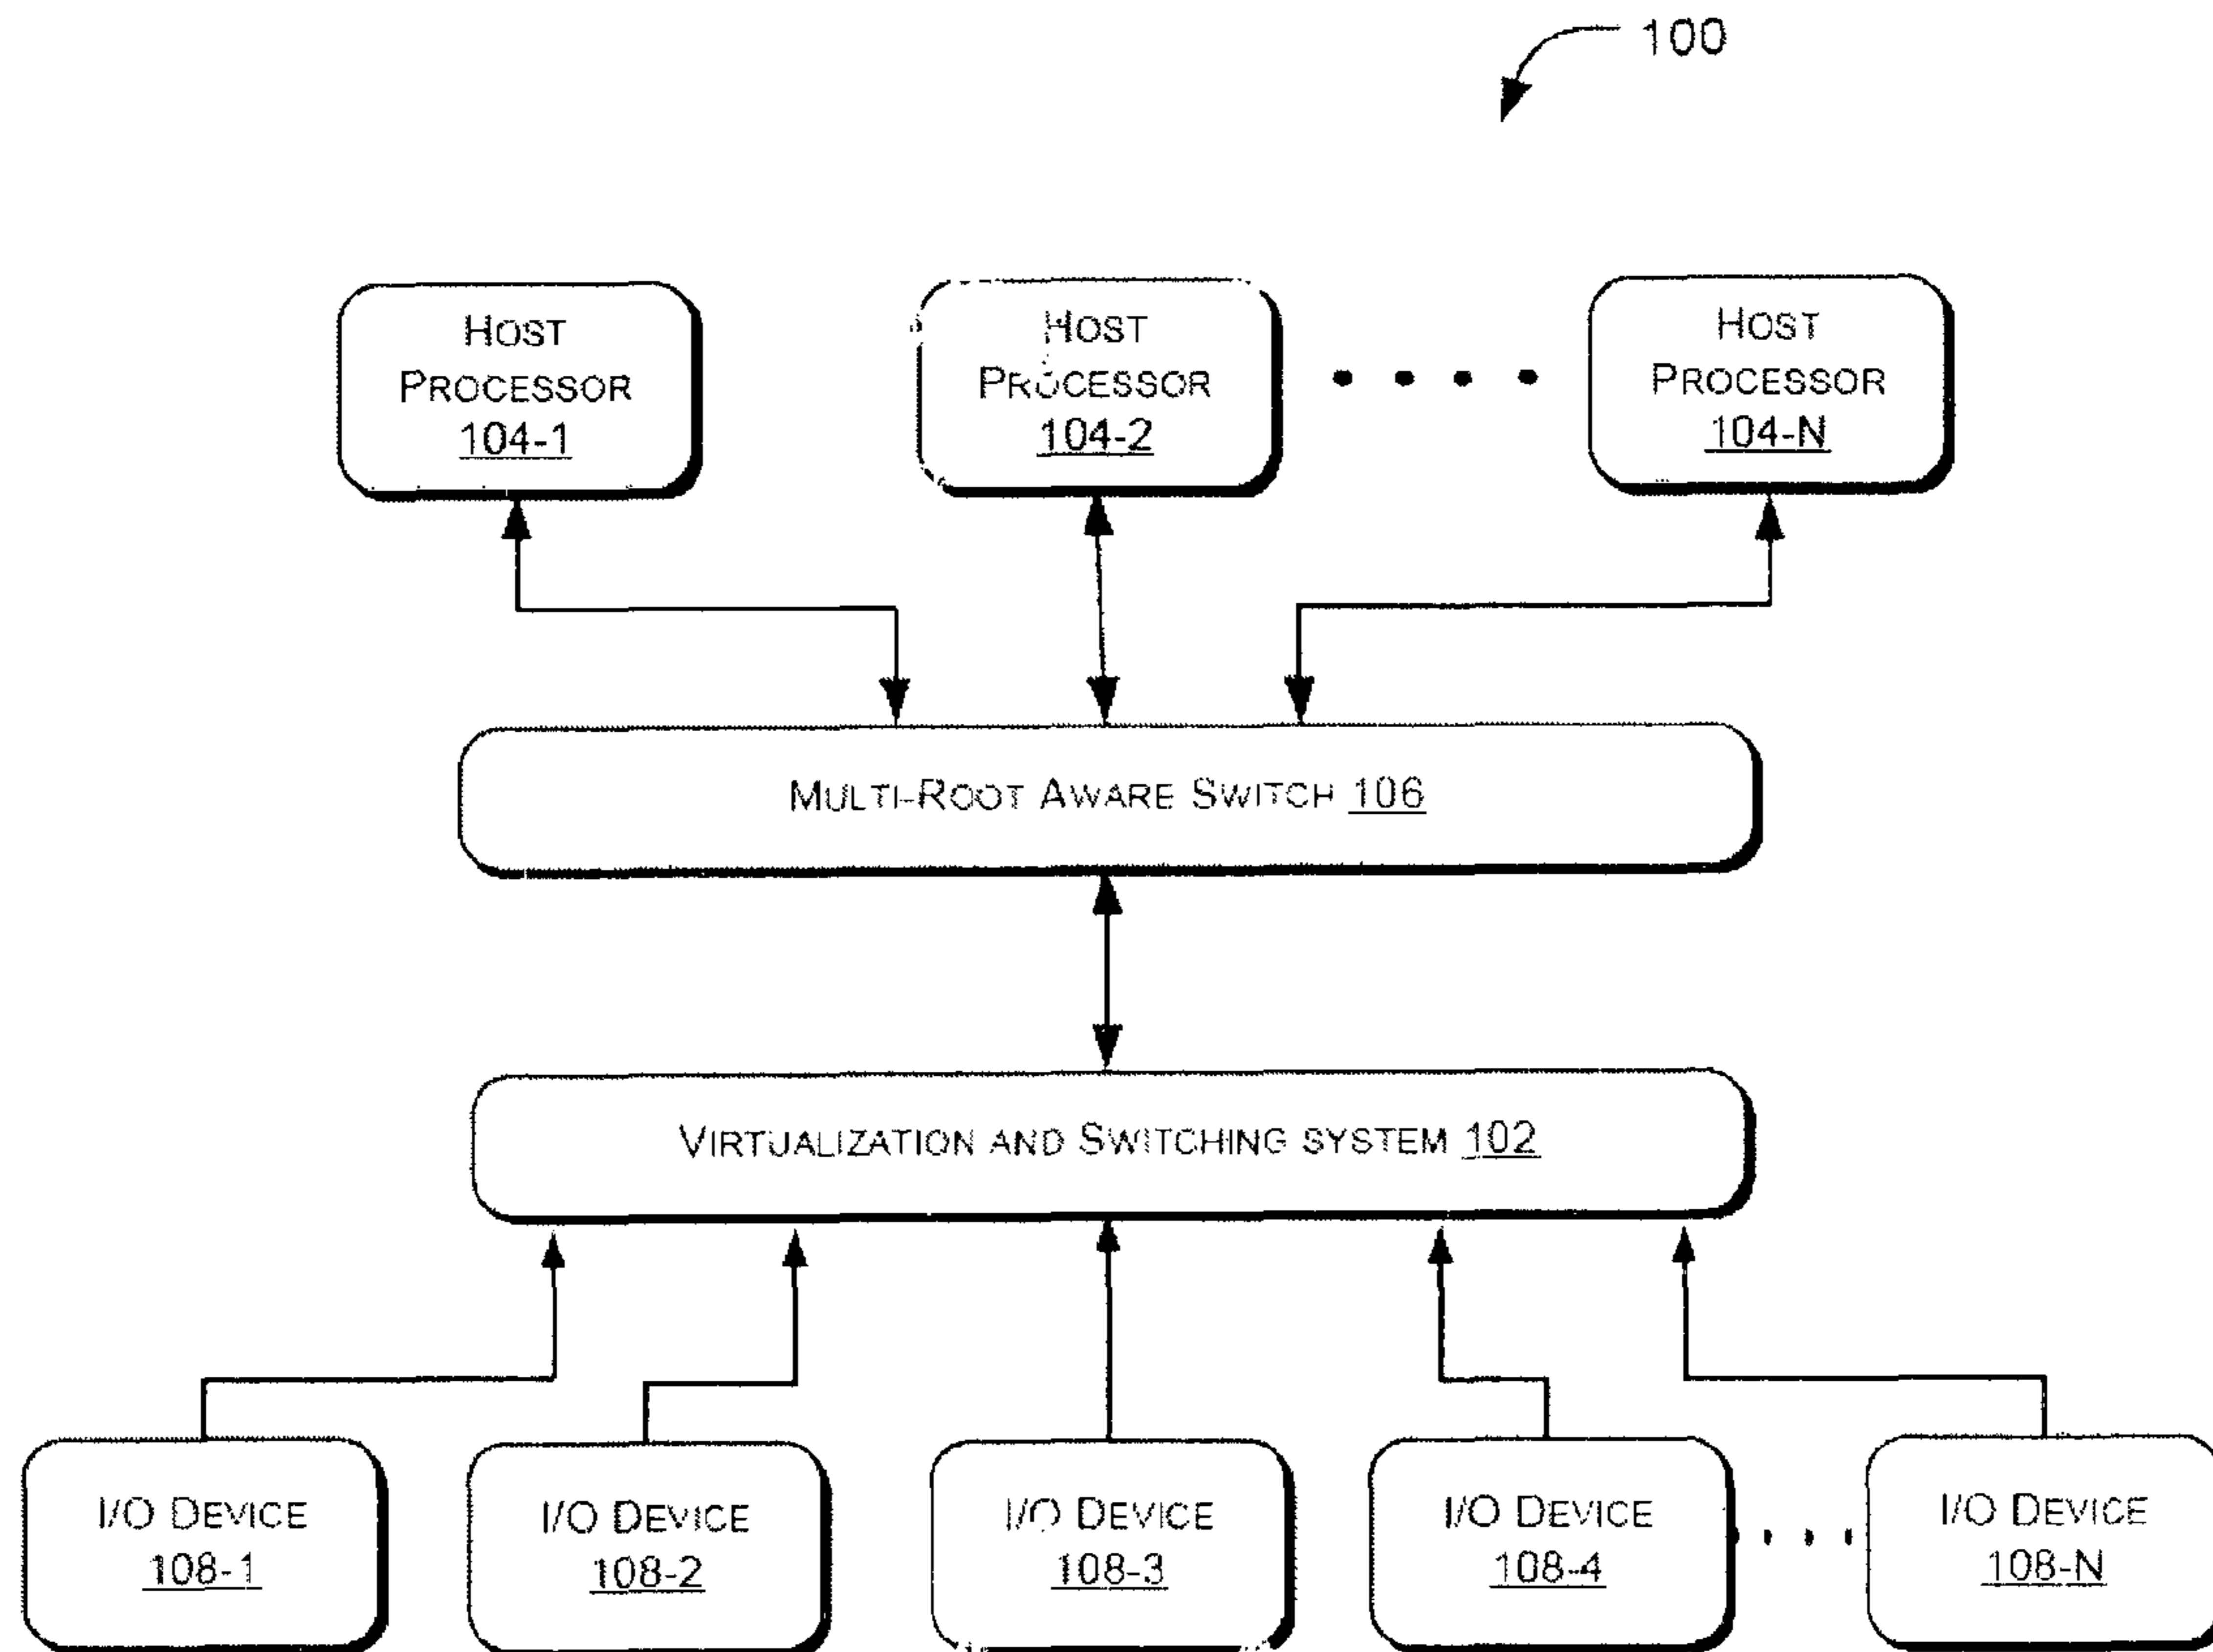 100
HOST
PROCESSOR
104-1
HOST
PROCESSOR
104-2
HOST
PROCESSOR
104-N
MULTI-ROOT AWARE SWITCH 106
VIRTUALIZATION AND SWITCHING SYSTEM 102
I/O DEVICE
108-1
I/O DEVICE
108-2
I/O DEVICE
108-3
I/O DEVICE
108-4
I/O DEVICE
108-N